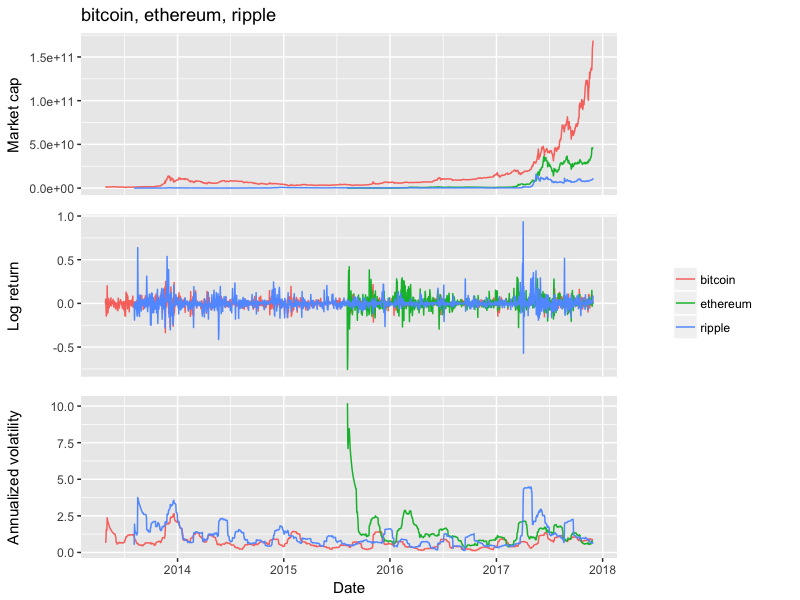 bitcoin, ethereum, ripple
Market cap
1.5e+11
1.0e+11
5.0e+10
0.0e+00
Log return
1.0
0.5
0.0
-0.5
Annualized volatility
10.0
7.5
5.0
2.5
0.0
2014
2015
2016
2017
2018
Date
bitcoin
ethereum
ripple